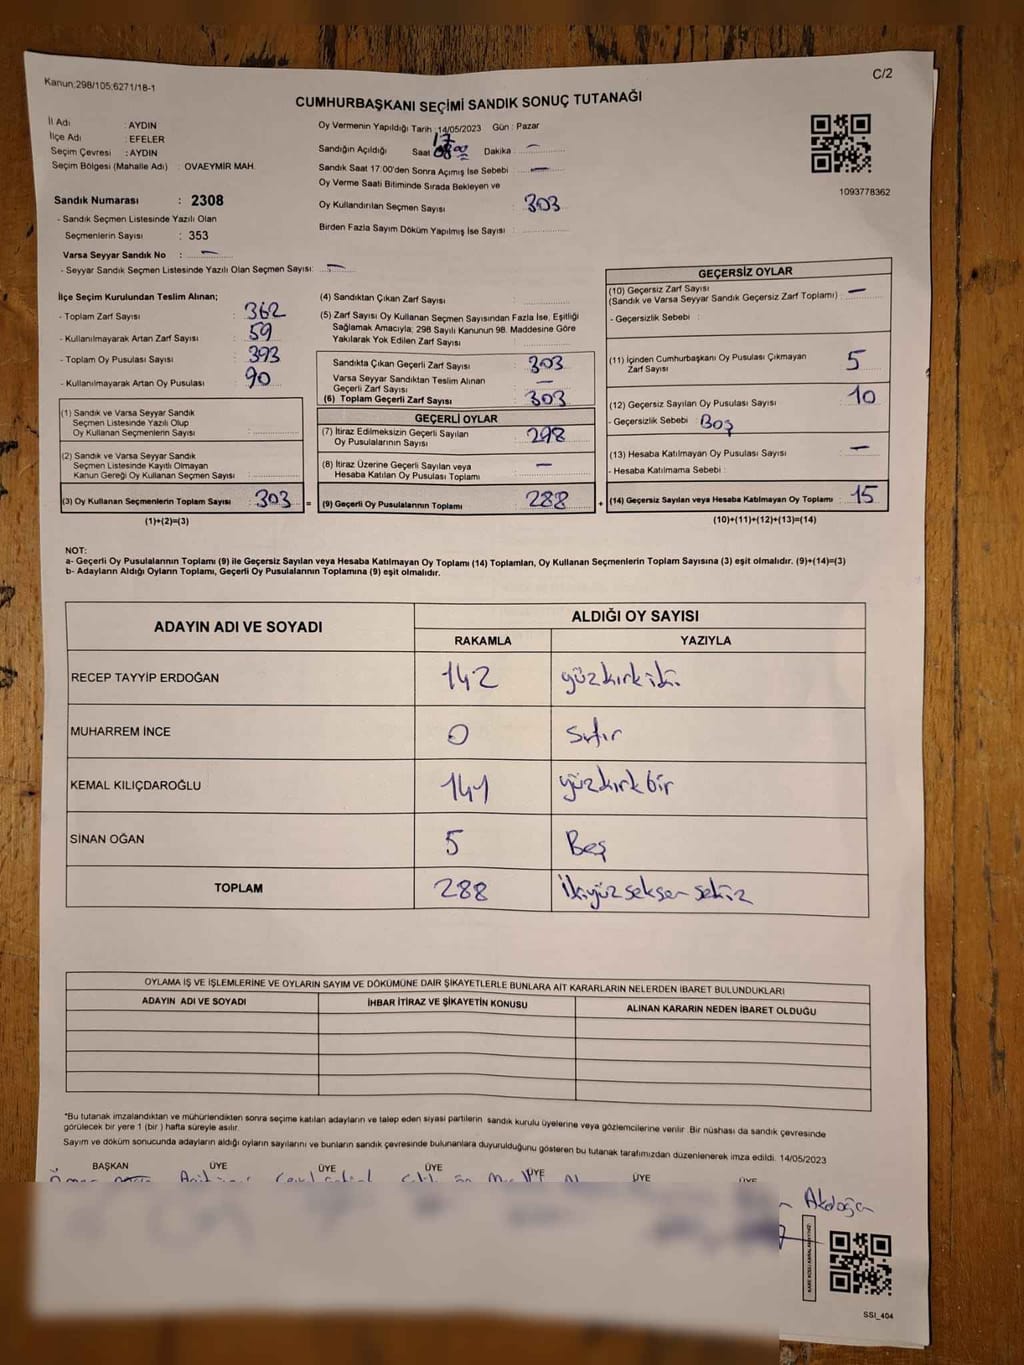 Kanun:298/105;6271/18-1
C/2
CUMHURBAŞKANI SEÇİMİ SANDIK SONUÇ TUTANAĞI
İl Adı : AYDIN
İlçe Adı : EFELER
Seçim Çevresi : AYDIN
Seçim Bölgesi (Mahalle Adı) : OVAEYMİR MAH.
Sandık Numarası : 2308
- Sandık Seçmen Listesinde Yazılı Olan
Seçmenlerin Sayısı : 353
Varsa Seyyar Sandık No : —
- Seyyar Sandık Seçmen Listesinde Yazılı Olan Seçmen Sayısı: —
Oy Vermenin Yapıldığı Tarih : 14/05/2023 Gün : Pazar
Sandığın Açıldığı Saat 17 Dakika : —
Sandık Saat 17:00'den Sonra Açımış İse Sebebi : —
Oy Verme Saati Bitiminde Sırada Bekleyen ve
Oy Kullandırılan Seçmen Sayısı : 303
Birden Fazla Sayım Döküm Yapılmış İse Sayısı :
1093778362
İlçe Seçim Kurulundan Teslim Alınan;
- Toplam Zarf Sayısı : 362
- Kullanılmayarak Artan Zarf Sayısı : 59
- Toplam Oy Pusulası Sayısı : 393
- Kullanılmayarak Artan Oy Pusulası : 90
(1) Sandık ve Varsa Seyyar Sandık
Seçmen Listesinde Yazılı Olup
Oy Kullanan Seçmenlerin Sayısı :
(2) Sandık ve Varsa Seyyar Sandık
Seçmen Listesinde Kayıtlı Olmayan
Kanun Gereği Oy Kullanan Seçmen Sayısı :
(3) Oy Kullanan Seçmenlerin Toplam Sayısı : 303 =
(1)+(2)=(3)
(4) Sandıktan Çıkan Zarf Sayısı :
(5) Zarf Sayısı Oy Kullanan Seçmen Sayısından Fazla İse, Eşitliği
Sağlamak Amacıyla; 298 Sayılı Kanunun 98. Maddesine Göre
Yakılarak Yok Edilen Zarf Sayısı :
Sandıkta Çıkan Geçerli Zarf Sayısı : 303
Varsa Seyyar Sandıktan Teslim Alınan
Geçerli Zarf Sayısı : —
(6) Toplam Geçerli Zarf Sayısı : 303
GEÇERLİ OYLAR
(7) İtiraz Edilmeksizin Geçerli Sayılan
Oy Pusulalarının Sayısı : 298
(8) İtiraz Üzerine Geçerli Sayılan veya
Hesaba Katılan Oy Pusulası Toplamı : —
(9) Geçerli Oy Pusulalarının Toplamı : 288 +
GEÇERSİZ OYLAR
(10) Geçersiz Zarf Sayısı
(Sandık ve Varsa Seyyar Sandık Geçersiz Zarf Toplamı) : —
- Geçersizlik Sebebi :
(11) İçinden Cumhurbaşkanı Oy Pusulası Çıkmayan
Zarf Sayısı : 5
(12) Geçersiz Sayılan Oy Pusulası Sayısı : 10
- Geçersizlik Sebebi : Boş
(13) Hesaba Katılmayan Oy Pusulası Sayısı : —
- Hesaba Katılmama Sebebi :
(14) Geçersiz Sayılan veya Hesaba Katılmayan Oy Pusulası Toplamı : 15
(10)+(11)+(12)+(13)=(14)
NOT:
a- Geçerli Oy Pusulalarının Toplamı (9) ile Geçersiz Sayılan veya Hesaba Katılmayan Oy Toplamı (14) Toplamları, Oy Kullanan Seçmenlerin Toplam Sayısına (3) eşit olmalıdır. (9)+(14)=(3)
b- Adayların Aldığı Oyların Toplamı, Geçerli Oy Pusulalarının Toplamına (9) eşit olmalıdır.
ADAYIN ADI VE SOYADI
ALDIĞI OY SAYISI
RAKAMLA YAZIYLA
RECEP TAYYİP ERDOĞAN 142 yüzkırkiki
MUHARREM İNCE 0 Sıfır
KEMAL KILIÇDAROĞLU 141 yüzkırkbir
SİNAN OĞAN 5 Beş
TOPLAM 288 İkiyüz seksen sekiz
OYLAMA İŞ VE İŞLEMLERİNE VE OYLARIN SAYIM VE DÖKÜMÜNE DAİR ŞİKAYETLERLE BUNLARA AİT KARARLARIN NELERDEN İBARET BULUNDUKLARI
ADAYIN ADI VE SOYADI İHBAR İTİRAZ VE ŞİKAYETİN KONUSU ALINAN KARARIN NEDEN İBARET OLDUĞU
*Bu tutanak imzalandıktan ve mühürlendikten sonra seçime katılan adayların ve talep eden siyasi partilerin sandık kurulu üyelerine veya gözlemcilerine verilir. Bir nüshası da sandık çevresinde
görülecek bir yere 1 (bir ) hafta süreyle asılır.
Sayım ve döküm sonucunda adayların aldığı oyların sayılarını ve bunların sandık çevresinde bulunanlara duyurulduğunu gösteren bu tutanak tarafımızdan düzenlenerek imza edildi. 14/05/2023
BAŞKAN ÜYE ÜYE ÜYE ÜYE ÜYE ÜYE
Akdoğan
SSI_404